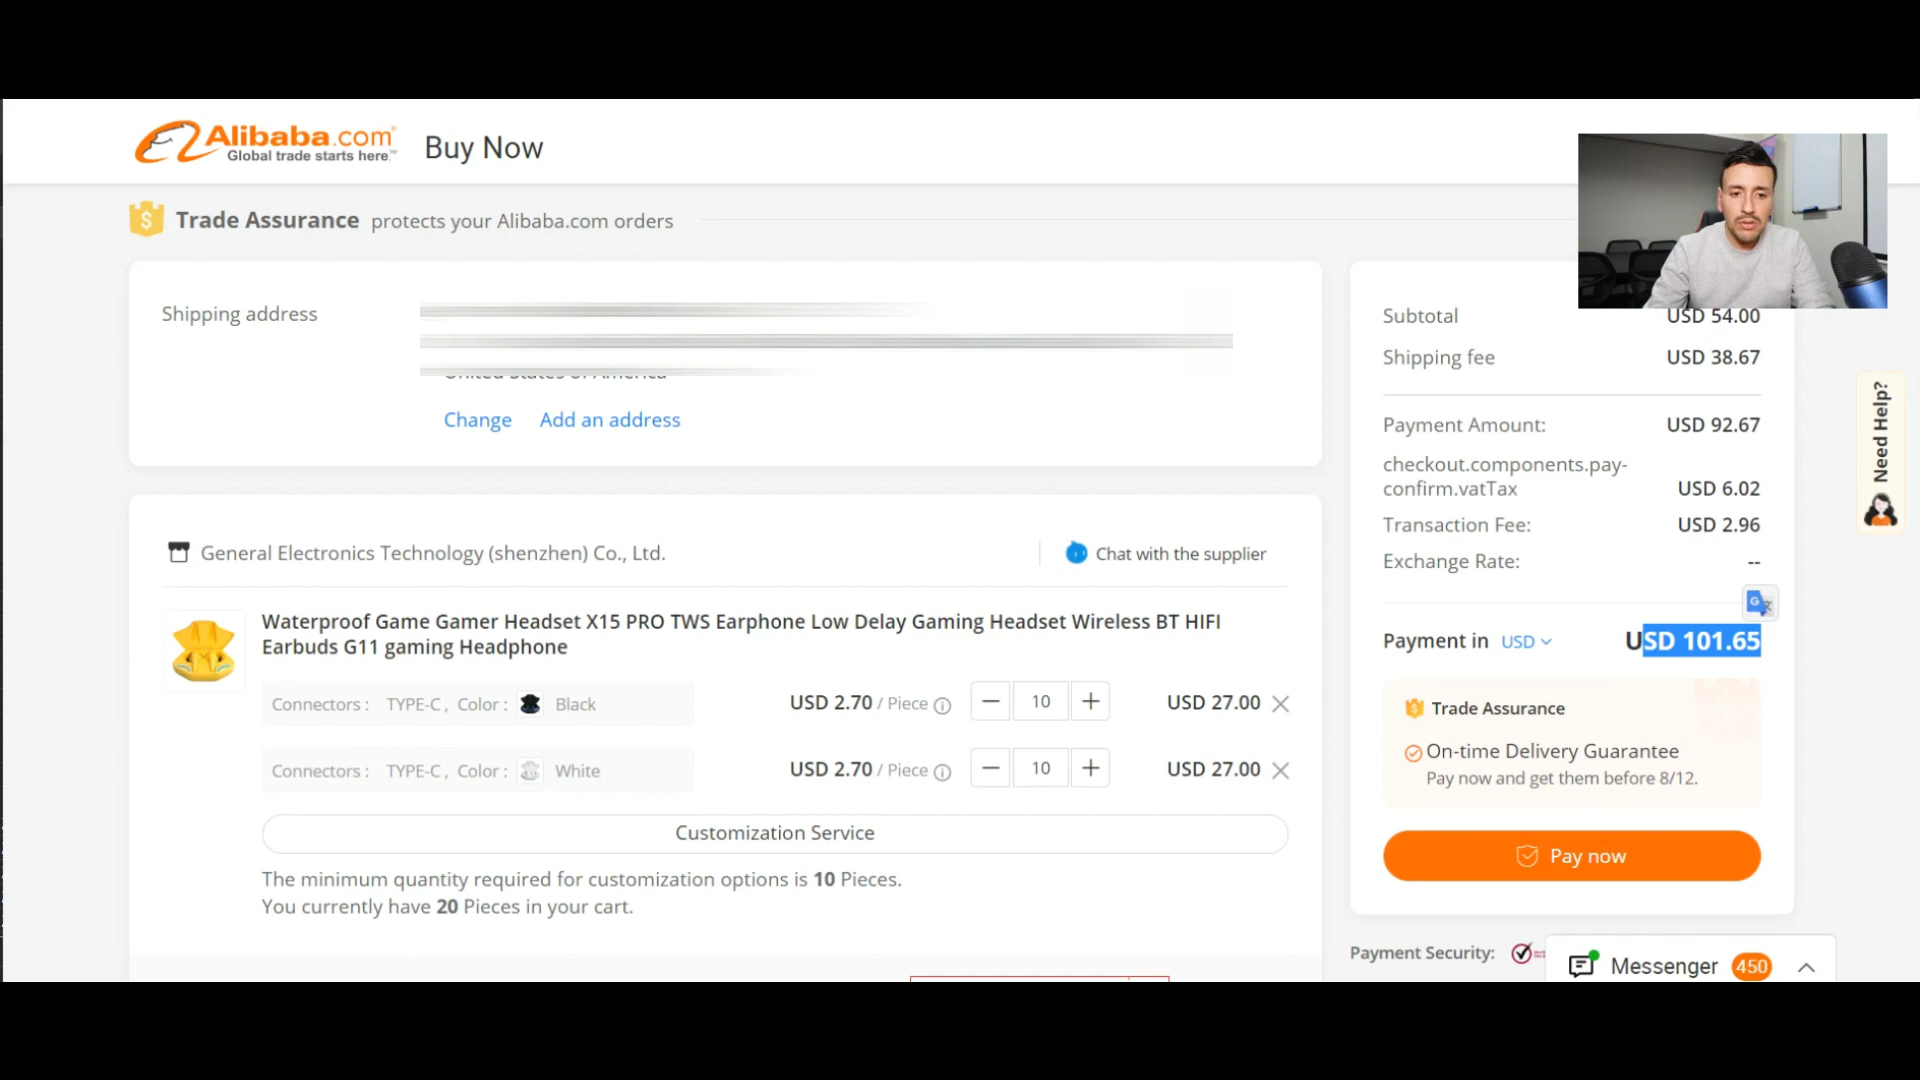 Alibaba.com
Global trade starts here.™
Buy Now
Trade Assurance protects your Alibaba.com orders
Shipping address
United States of America
Change Add an address
Subtotal USD 54.00
Shipping fee USD 38.67
Payment Amount: USD 92.67
checkout.components.pay-
confirm.vatTax USD 6.02
Transaction Fee: USD 2.96
Exchange Rate: --
Payment in USD USD 101.65
Trade Assurance
On-time Delivery Guarantee
Pay now and get them before 8/12.
Pay now
Need Help?
General Electronics Technology (shenzhen) Co., Ltd. Chat with the supplier
Waterproof Game Gamer Headset X15 PRO TWS Earphone Low Delay Gaming Headset Wireless BT HIFI
Earbuds G11 gaming Headphone
Connectors : TYPE-C , Color : Black USD 2.70 / Piece 10 USD 27.00
Connectors : TYPE-C , Color : White USD 2.70 / Piece 10 USD 27.00
Customization Service
The minimum quantity required for customization options is 10 Pieces.
You currently have 20 Pieces in your cart.
Payment Security:
Messenger 450